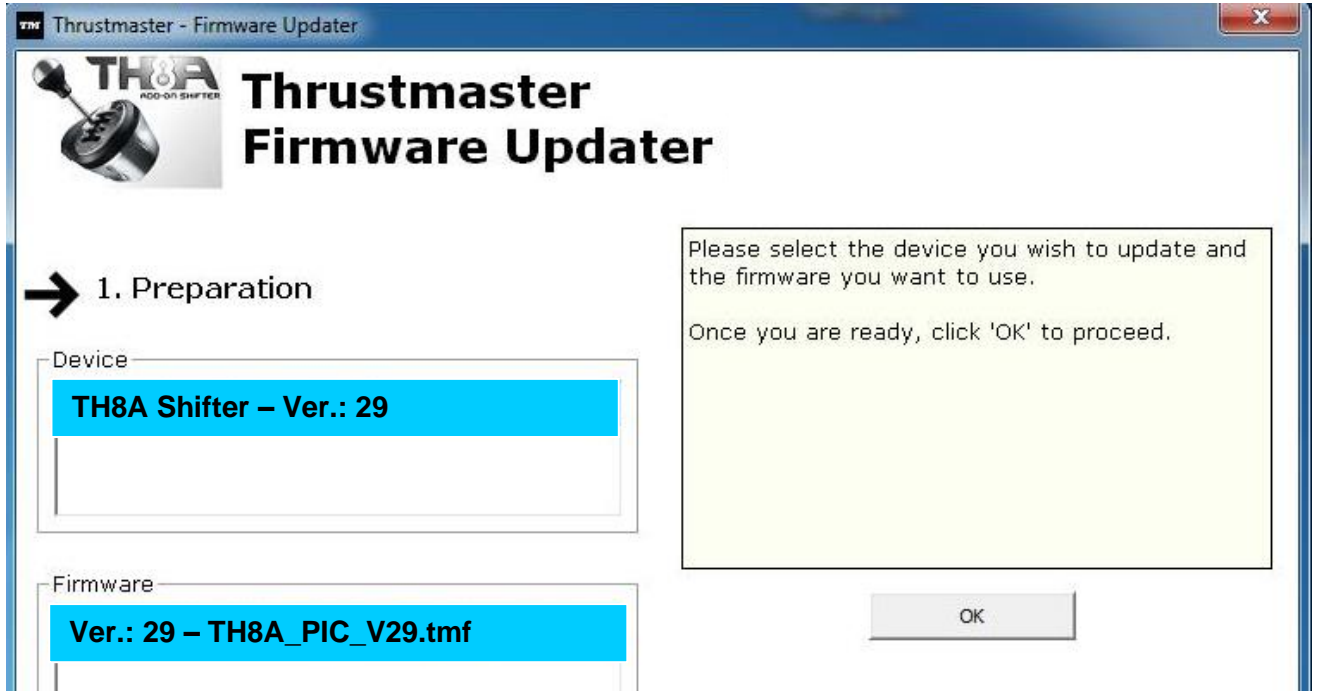 TM Thrustmaster - Firmware Updater
x
TH8A
ADD-ON SHIFTER
Thrustmaster
Firmware Updater
1. Preparation
Please select the device you wish to update and
the firmware you want to use.
Once you are ready, click 'OK' to proceed.
Device
TH8A Shifter – Ver.: 29
Firmware
Ver.: 29 – TH8A_PIC_V29.tmf
OK